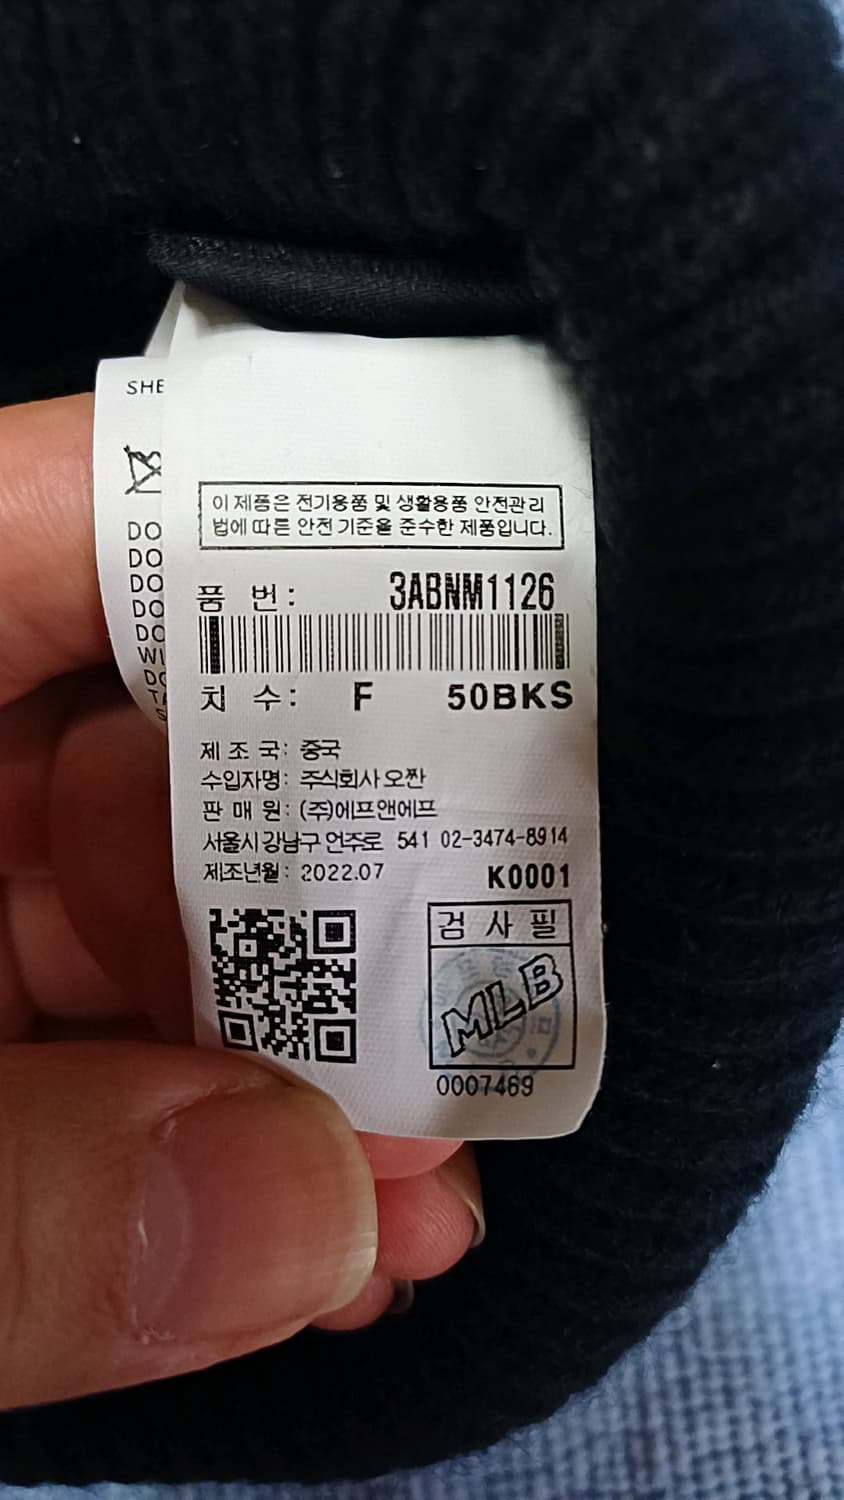 SHE
DO
DO
DO
DO
DO
WI
DO
TA
S
이 제품은 전기용품 및 생활용품 안전관리
법에 따른 안전 기준을 준수한 제품입니다.
품 번: 3ABNM1126
치 수: F 50BKS
제 조 국: 중국
수입자명: 주식회사 오짠
판 매 원: (주)에프앤에프
서울시 강남구 언주로 541 02-3474-8914
제조년월: 2022.07
K0001
검 사 필
MLB
0007469